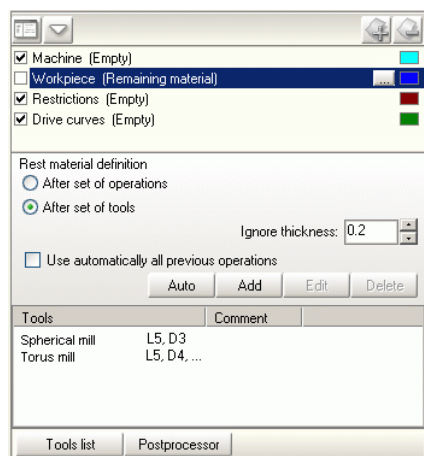 Machine (Empty)
Workpiece (Remaining material) ...
Restrictions (Empty)
Drive curves (Empty)
Rest material definition
After set of operations
After set of tools
Ignore thickness: 0.2
Use automatically all previous operations
Auto Add Edit Delete
Tools Comment
Spherical mill L5, D3
Torus mill L5, D4, ...
Tools list Postprocessor